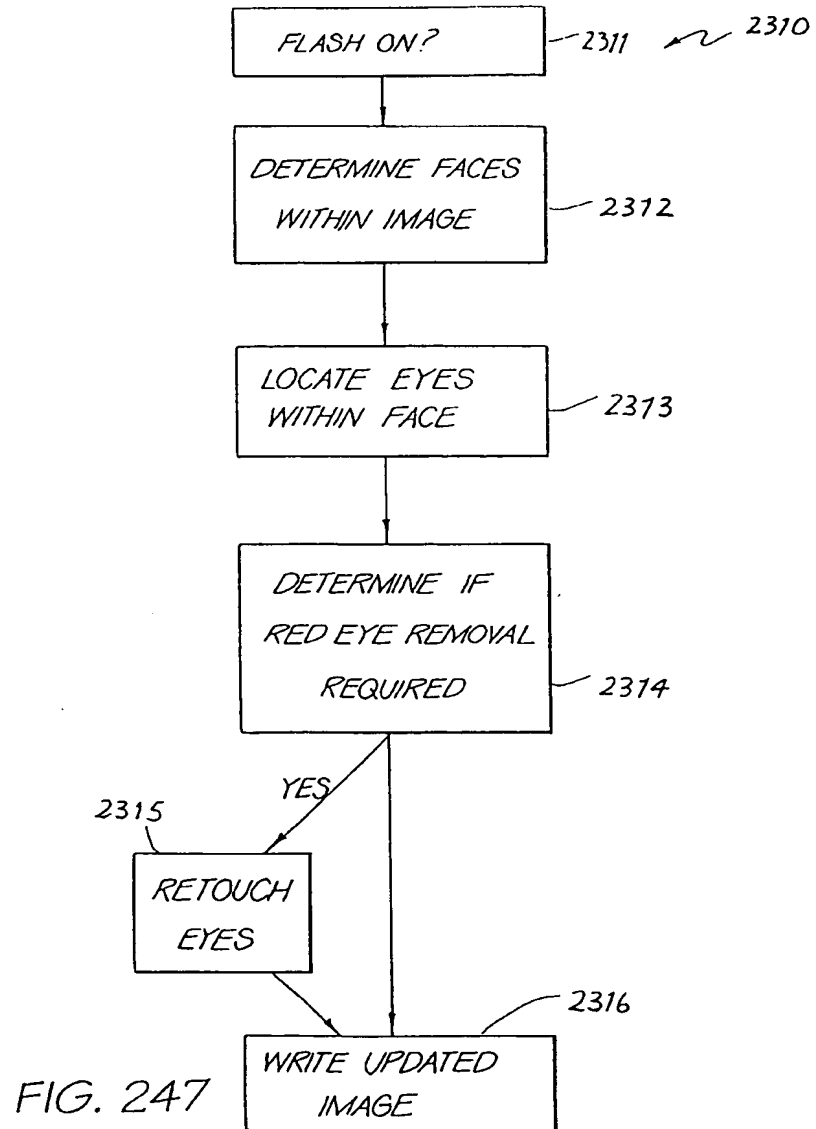 FLASH ON?
2311
2310
DETERMINE FACES
WITHIN IMAGE
2312
LOCATE EYES
WITHIN FACE
2313
DETERMINE IF
RED EYE REMOVAL
REQUIRED
2314
YES
2315
RETOUCH
EYES
2316
WRITE UPDATED
IMAGE
FIG. 247